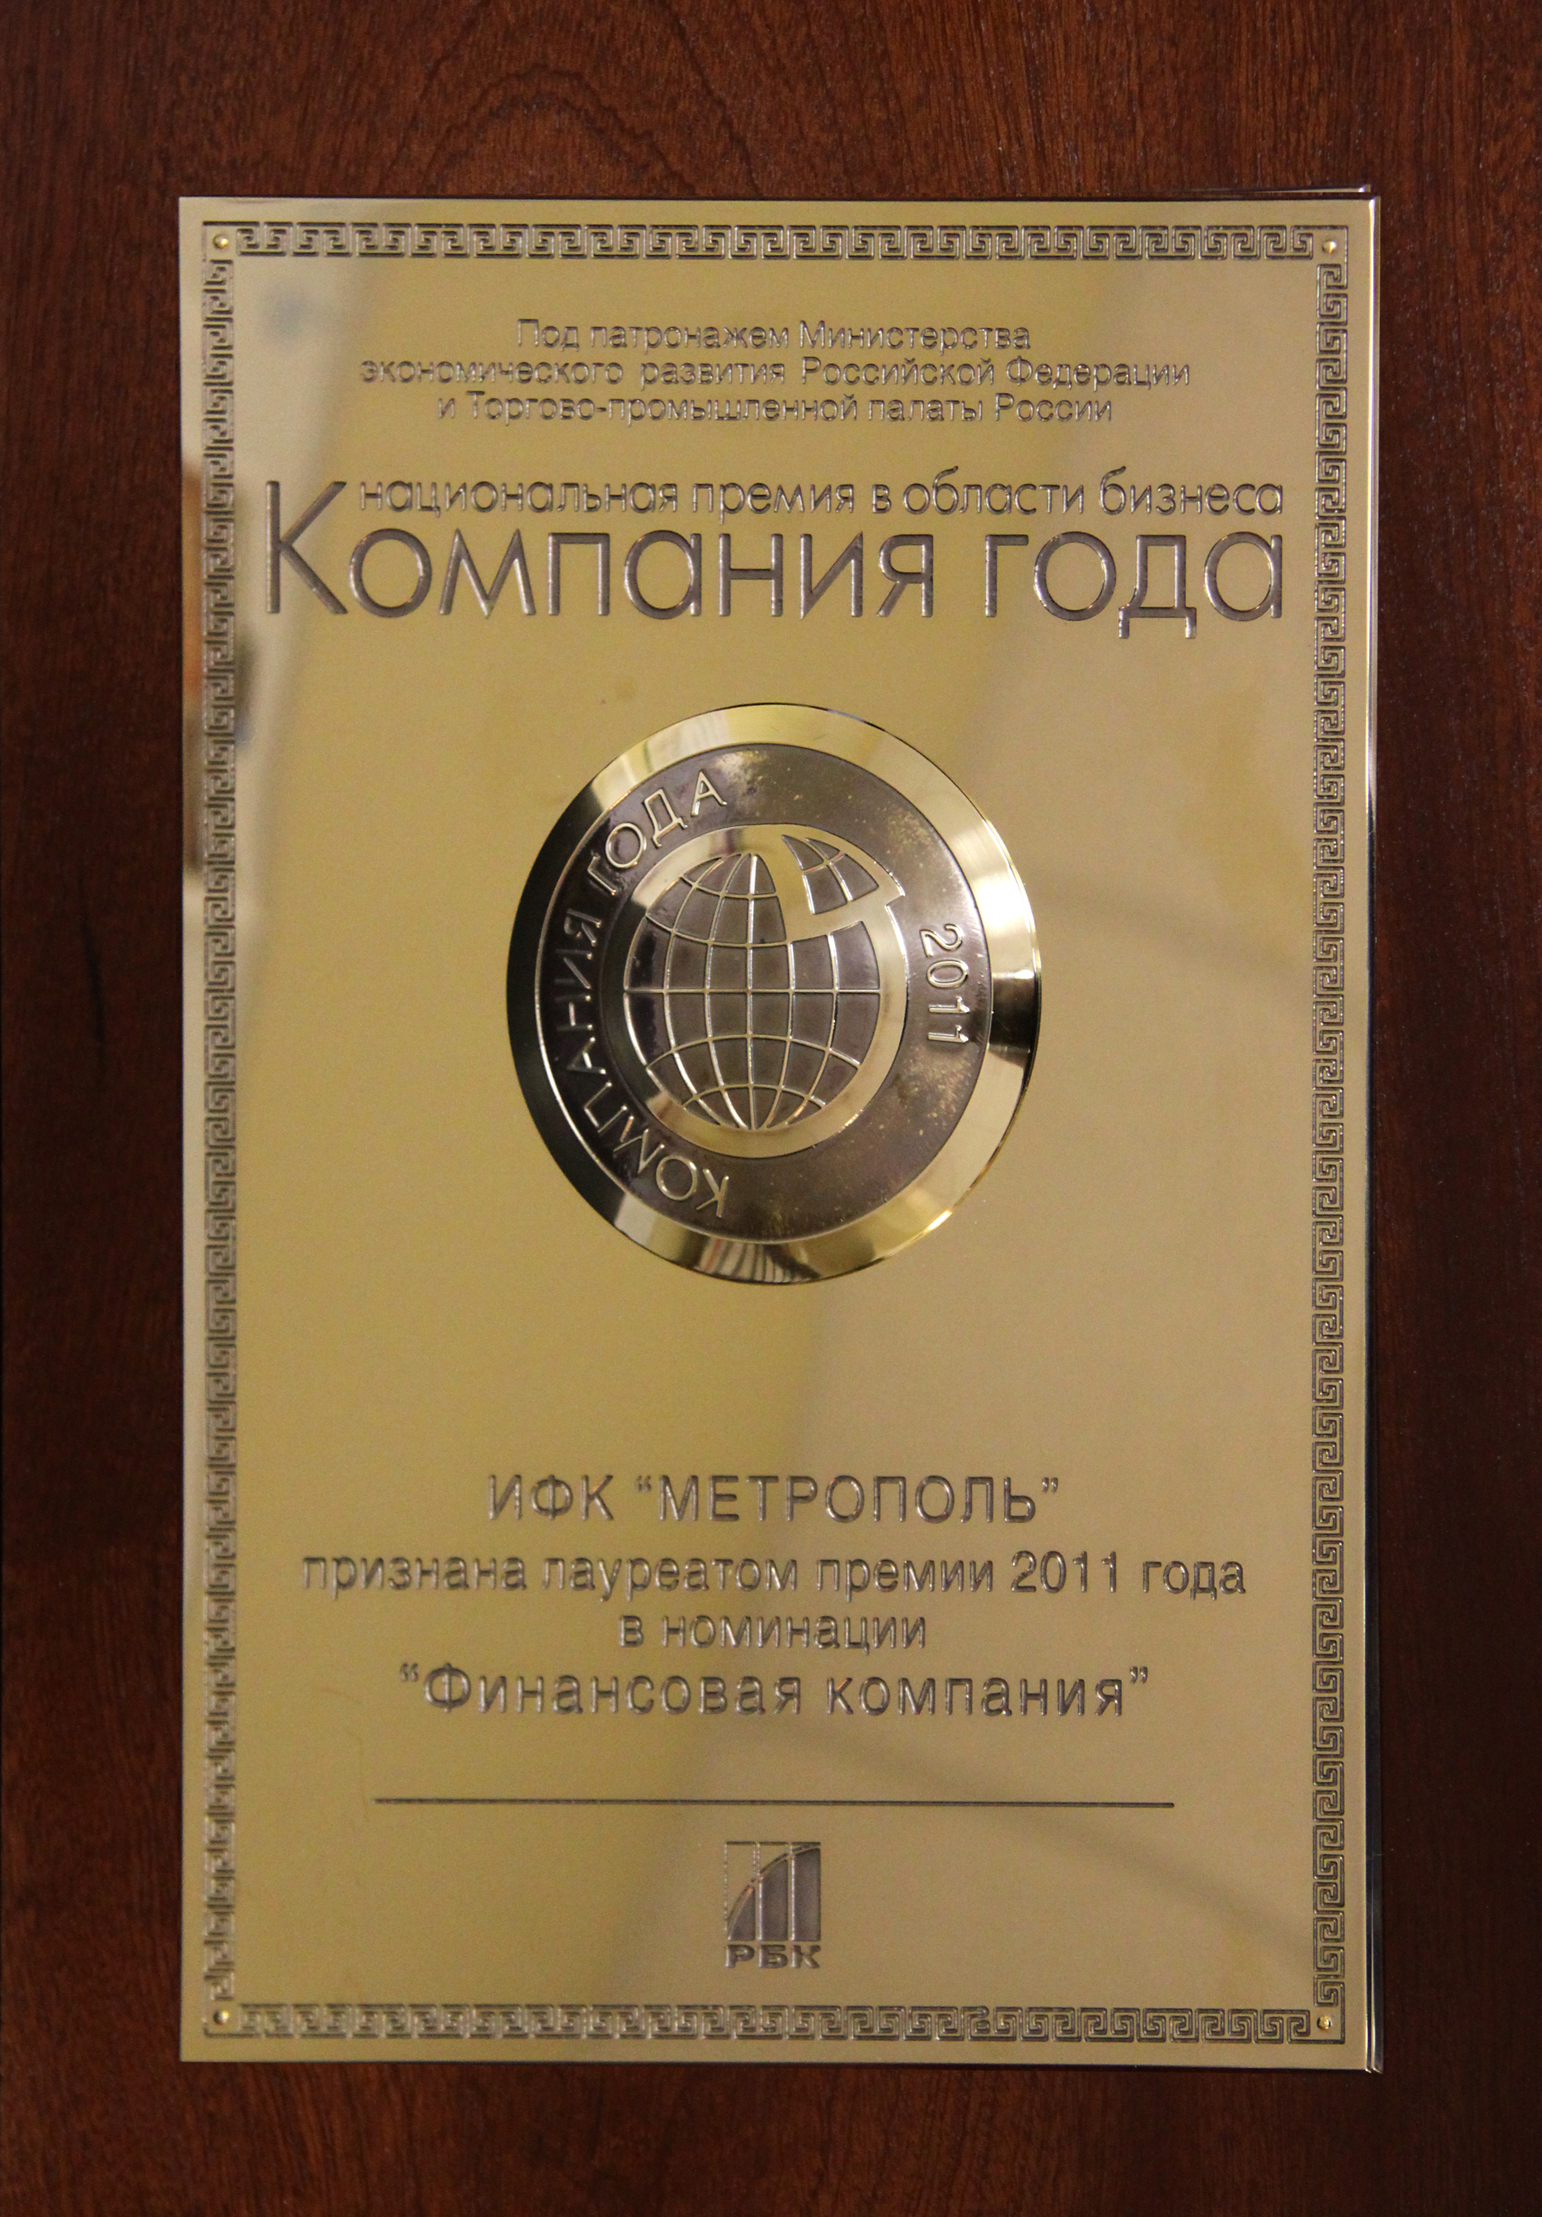 Под патронажем Министерства
экономического развития Российской Федерации
и Торгово-промышленной палаты России
национальная премия в области бизнеса
Компания года
КОМПАНИЯ ГОДА
2011
ИФК “МЕТРОПОЛЬ”
признана лауреатом премии 2011 года
в номинации
“Финансовая компания”
РБК